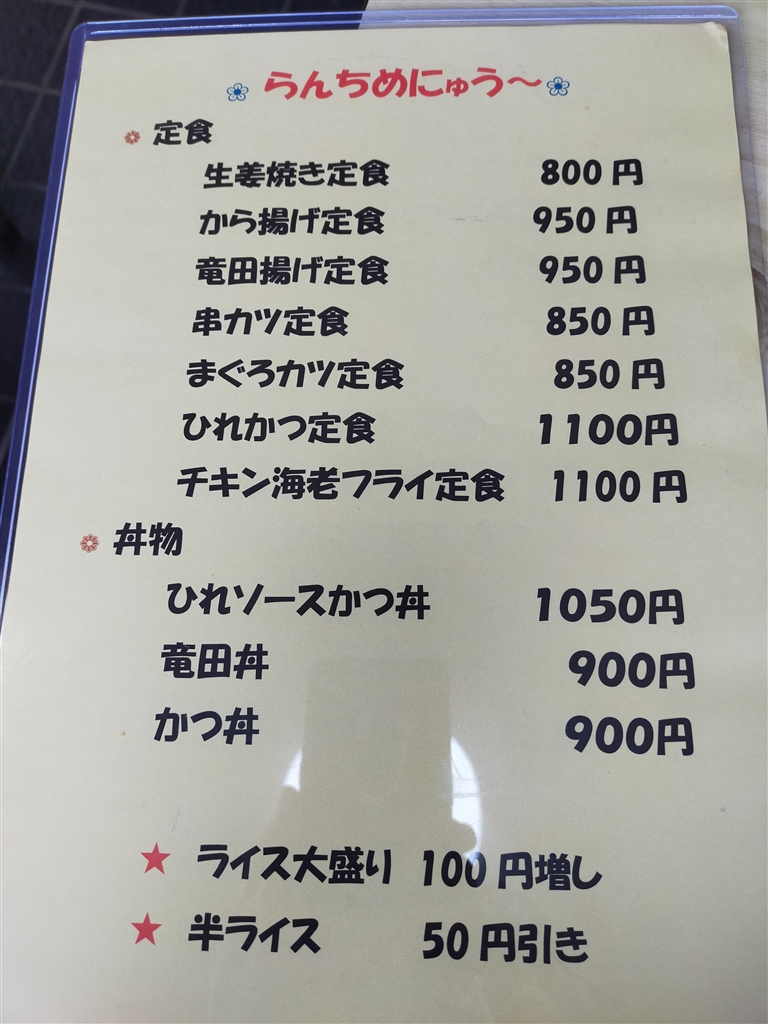 らんちめにゅう～
定食
生姜焼き定食 800円
から揚げ定食 950円
竜田揚げ定食 950円
串カツ定食 850円
まぐろカツ定食 850円
ひれかつ定食 1100円
チキン海老フライ定食 1100円
丼物
ひれソースかつ丼 1050円
竜田丼 900円
かつ丼 900円
★ ライス大盛り 100円増し
★ 半ライス 50円引き